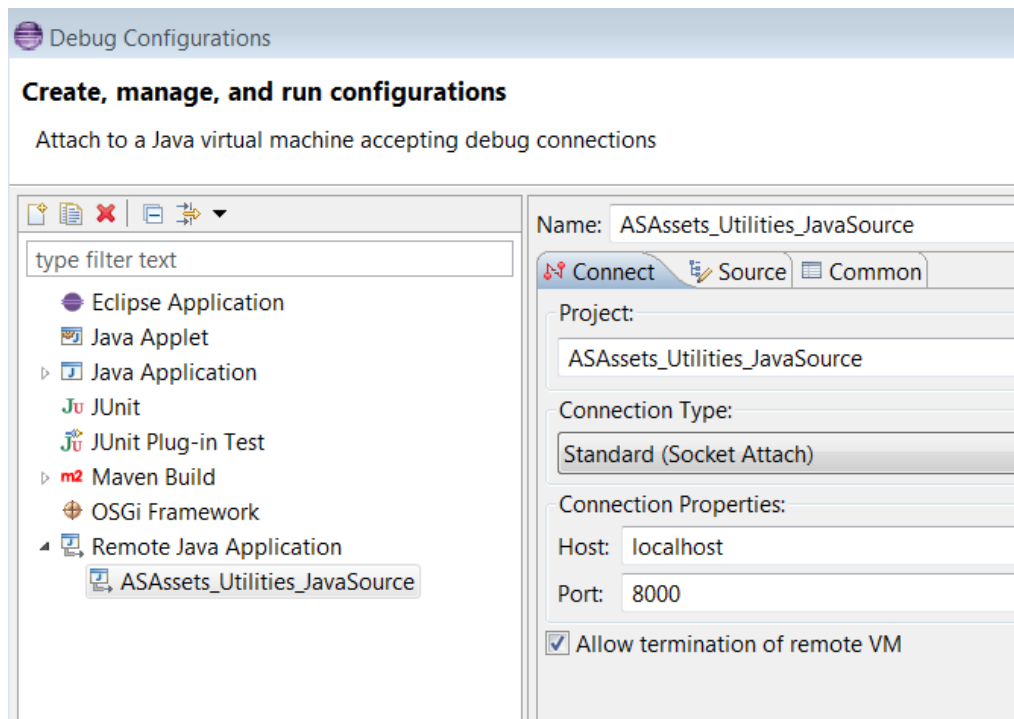 Debug Configurations
Create, manage, and run configurations
Attach to a Java virtual machine accepting debug connections
type filter text
Eclipse Application
Java Applet
Java Application
JUnit
JUnit Plug-in Test
Maven Build
OSGi Framework
Remote Java Application
ASAssets_Utilities_JavaSource
Name: ASAssets_Utilities_JavaSource
Connect Source Common
Project:
ASAssets_Utilities_JavaSource
Connection Type:
Standard (Socket Attach)
Connection Properties:
Host: localhost
Port: 8000
Allow termination of remote VM